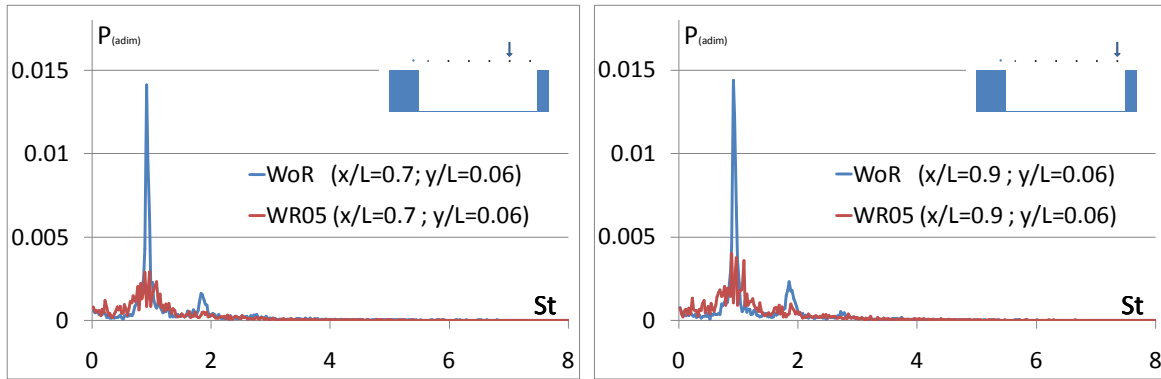 P(adim)
0.015
0.01
0.005
0
WoR (x/L=0.7; y/L=0.06)
WR05 (x/L=0.7 ; y/L=0.06)
St
0 2 4 6 8
P(adim)
0.015
0.01
0.005
0
WoR (x/L=0.9 ; y/L=0.06)
WR05 (x/L=0.9 ; y/L=0.06)
St
0 2 4 6 8